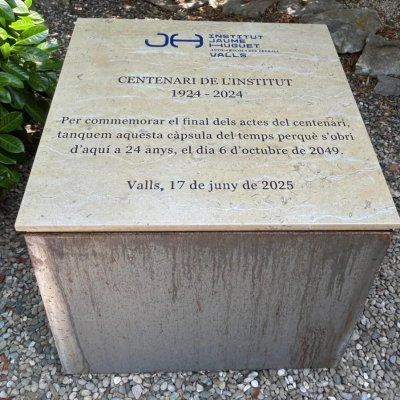 JH INSTITUT
JAUME
HUGUET
VALLS
CENTENARI DE L'INSTITUT
1924 - 2024
Per commemorar el final dels actes del centenari,
tanquem aquesta càpsula del temps perquè s'obri
d'aquí a 24 anys, el dia 6 d'octubre de 2049.
Valls, 17 de juny de 2025